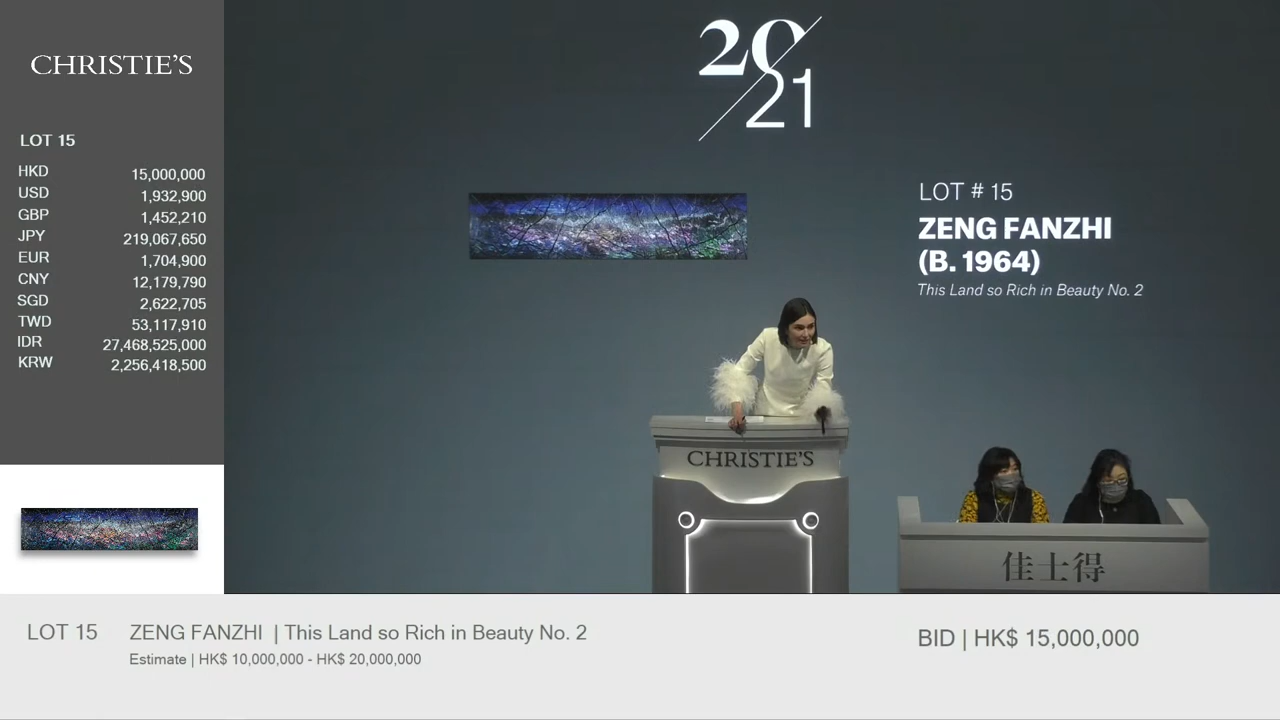 CHRISTIE'S
LOT 15
HKD 15,000,000
USD 1,932,900
GBP 1,452,210
JPY 219,067,650
EUR 1,704,900
CNY 12,179,790
SGD 2,622,705
TWD 53,117,910
IDR 27,468,525,000
KRW 2,256,418,500
20
21
LOT # 15
ZENG FANZHI
(B. 1964)
This Land so Rich in Beauty No. 2
CHRISTIE'S
佳士得
LOT 15 ZENG FANZHI | This Land so Rich in Beauty No. 2
Estimate | HK$ 10,000,000 - HK$ 20,000,000
BID | HK$ 15,000,000